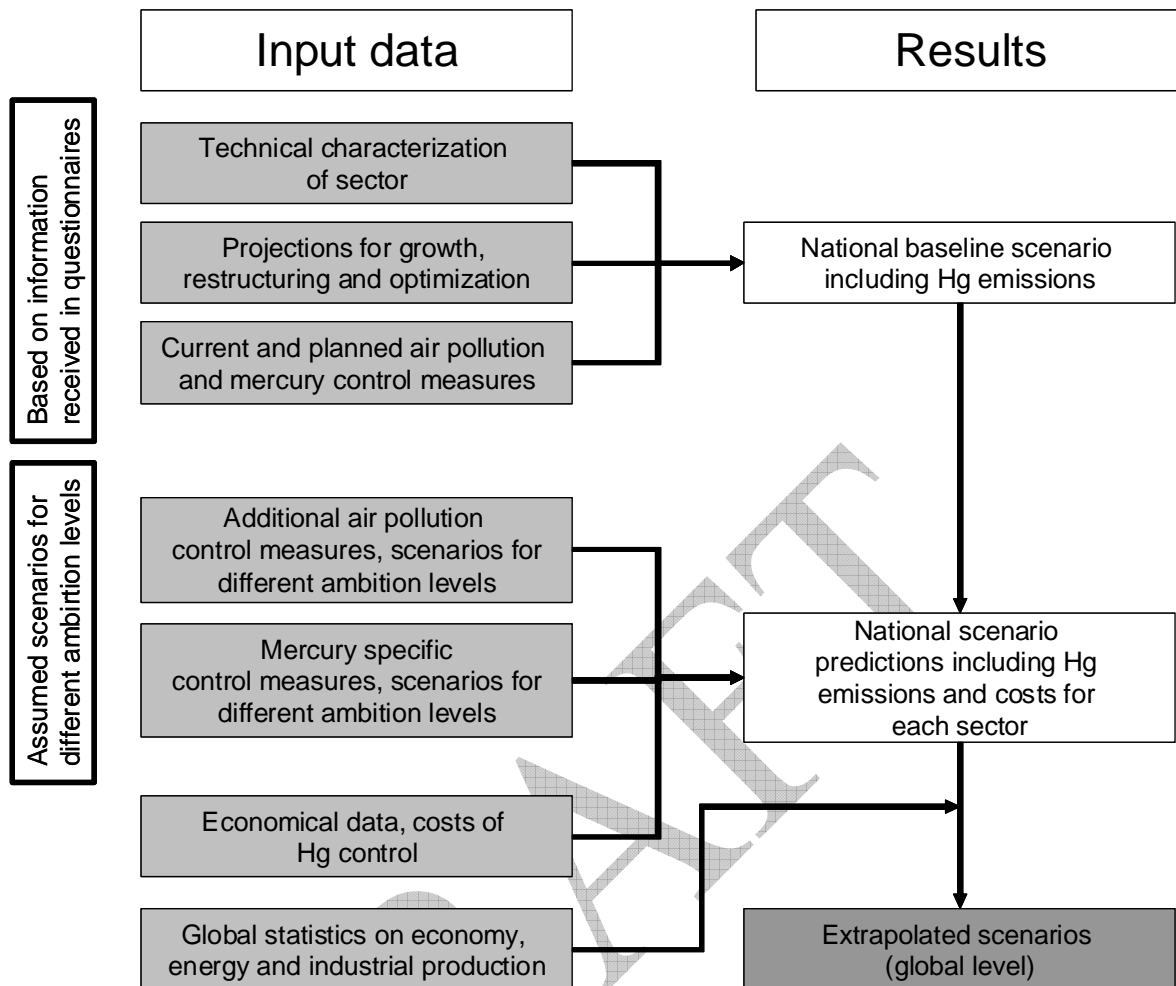 Input data
Results
Based on information
received in questionnaires
Technical characterization
of sector
Projections for growth,
restructuring and optimization
Current and planned air pollution
and mercury control measures
National baseline scenario
including Hg emissions
Assumed scenarios for
different ambirtion levels
Additional air pollution
control measures, scenarios for
different ambition levels
Mercury specific
control measures, scenarios for
different ambition levels
Economical data, costs of
Hg control
Global statistics on economy,
energy and industrial production
National scenario
predictions including Hg
emissions and costs for
each sector
Extrapolated scenarios
(global level)
DRAFT